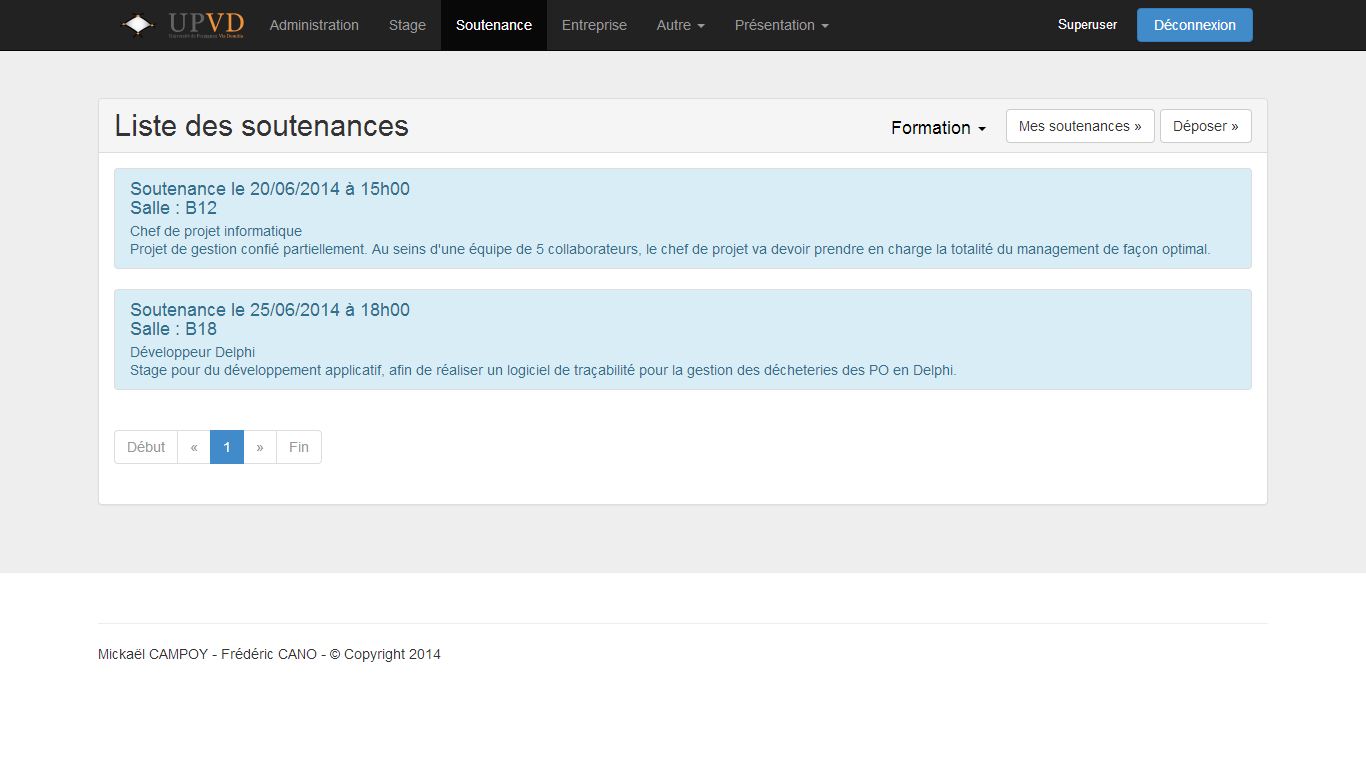 UPVD
Université de Perpignan Via Domitia
Administration Stage Soutenance Entreprise Autre Présentation Superuser Déconnexion
Liste des soutenances
Formation Mes soutenances » Déposer »
Soutenance le 20/06/2014 à 15h00
Salle : B12
Chef de projet informatique
Projet de gestion confié partiellement. Au seins d'une équipe de 5 collaborateurs, le chef de projet va devoir prendre en charge la totalité du management de façon optimal.
Soutenance le 25/06/2014 à 18h00
Salle : B18
Développeur Delphi
Stage pour du développement applicatif, afin de réaliser un logiciel de traçabilité pour la gestion des décheteries des PO en Delphi.
Début « 1 » Fin
Mickaël CAMPOY - Frédéric CANO - © Copyright 2014